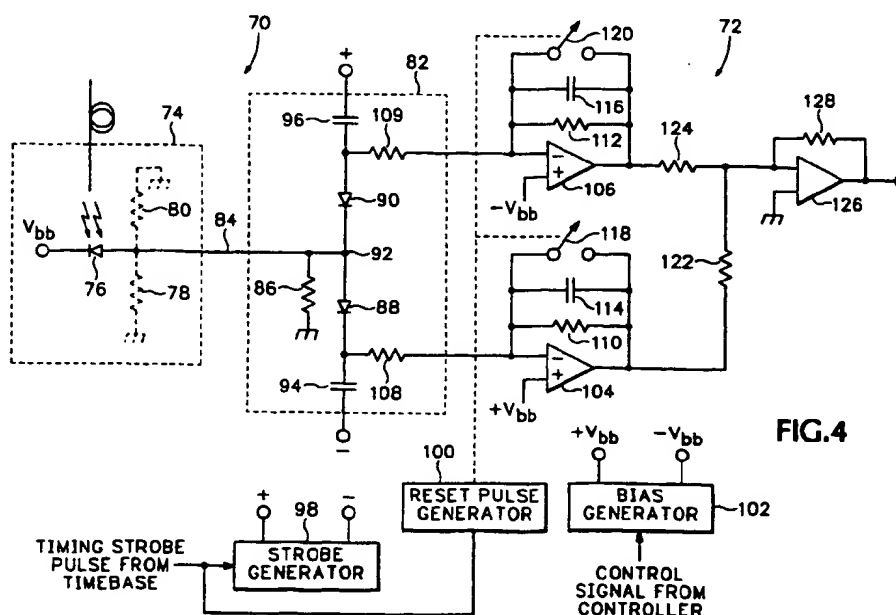 70
72
74
82
+
96
109
120
116
112
106
-Vbb
124
128
126
Vbb
80
84
76
78
86
90
92
88
94
108
-
118
114
110
104
+Vbb
122
FIG.4
100
RESET PULSE
GENERATOR
+Vbb
-Vbb
BIAS
GENERATOR
102
CONTROL
SIGNAL FROM
CONTROLLER
+
98
-
STROBE
GENERATOR
TIMING STROBE
PULSE FROM
TIMEBASE